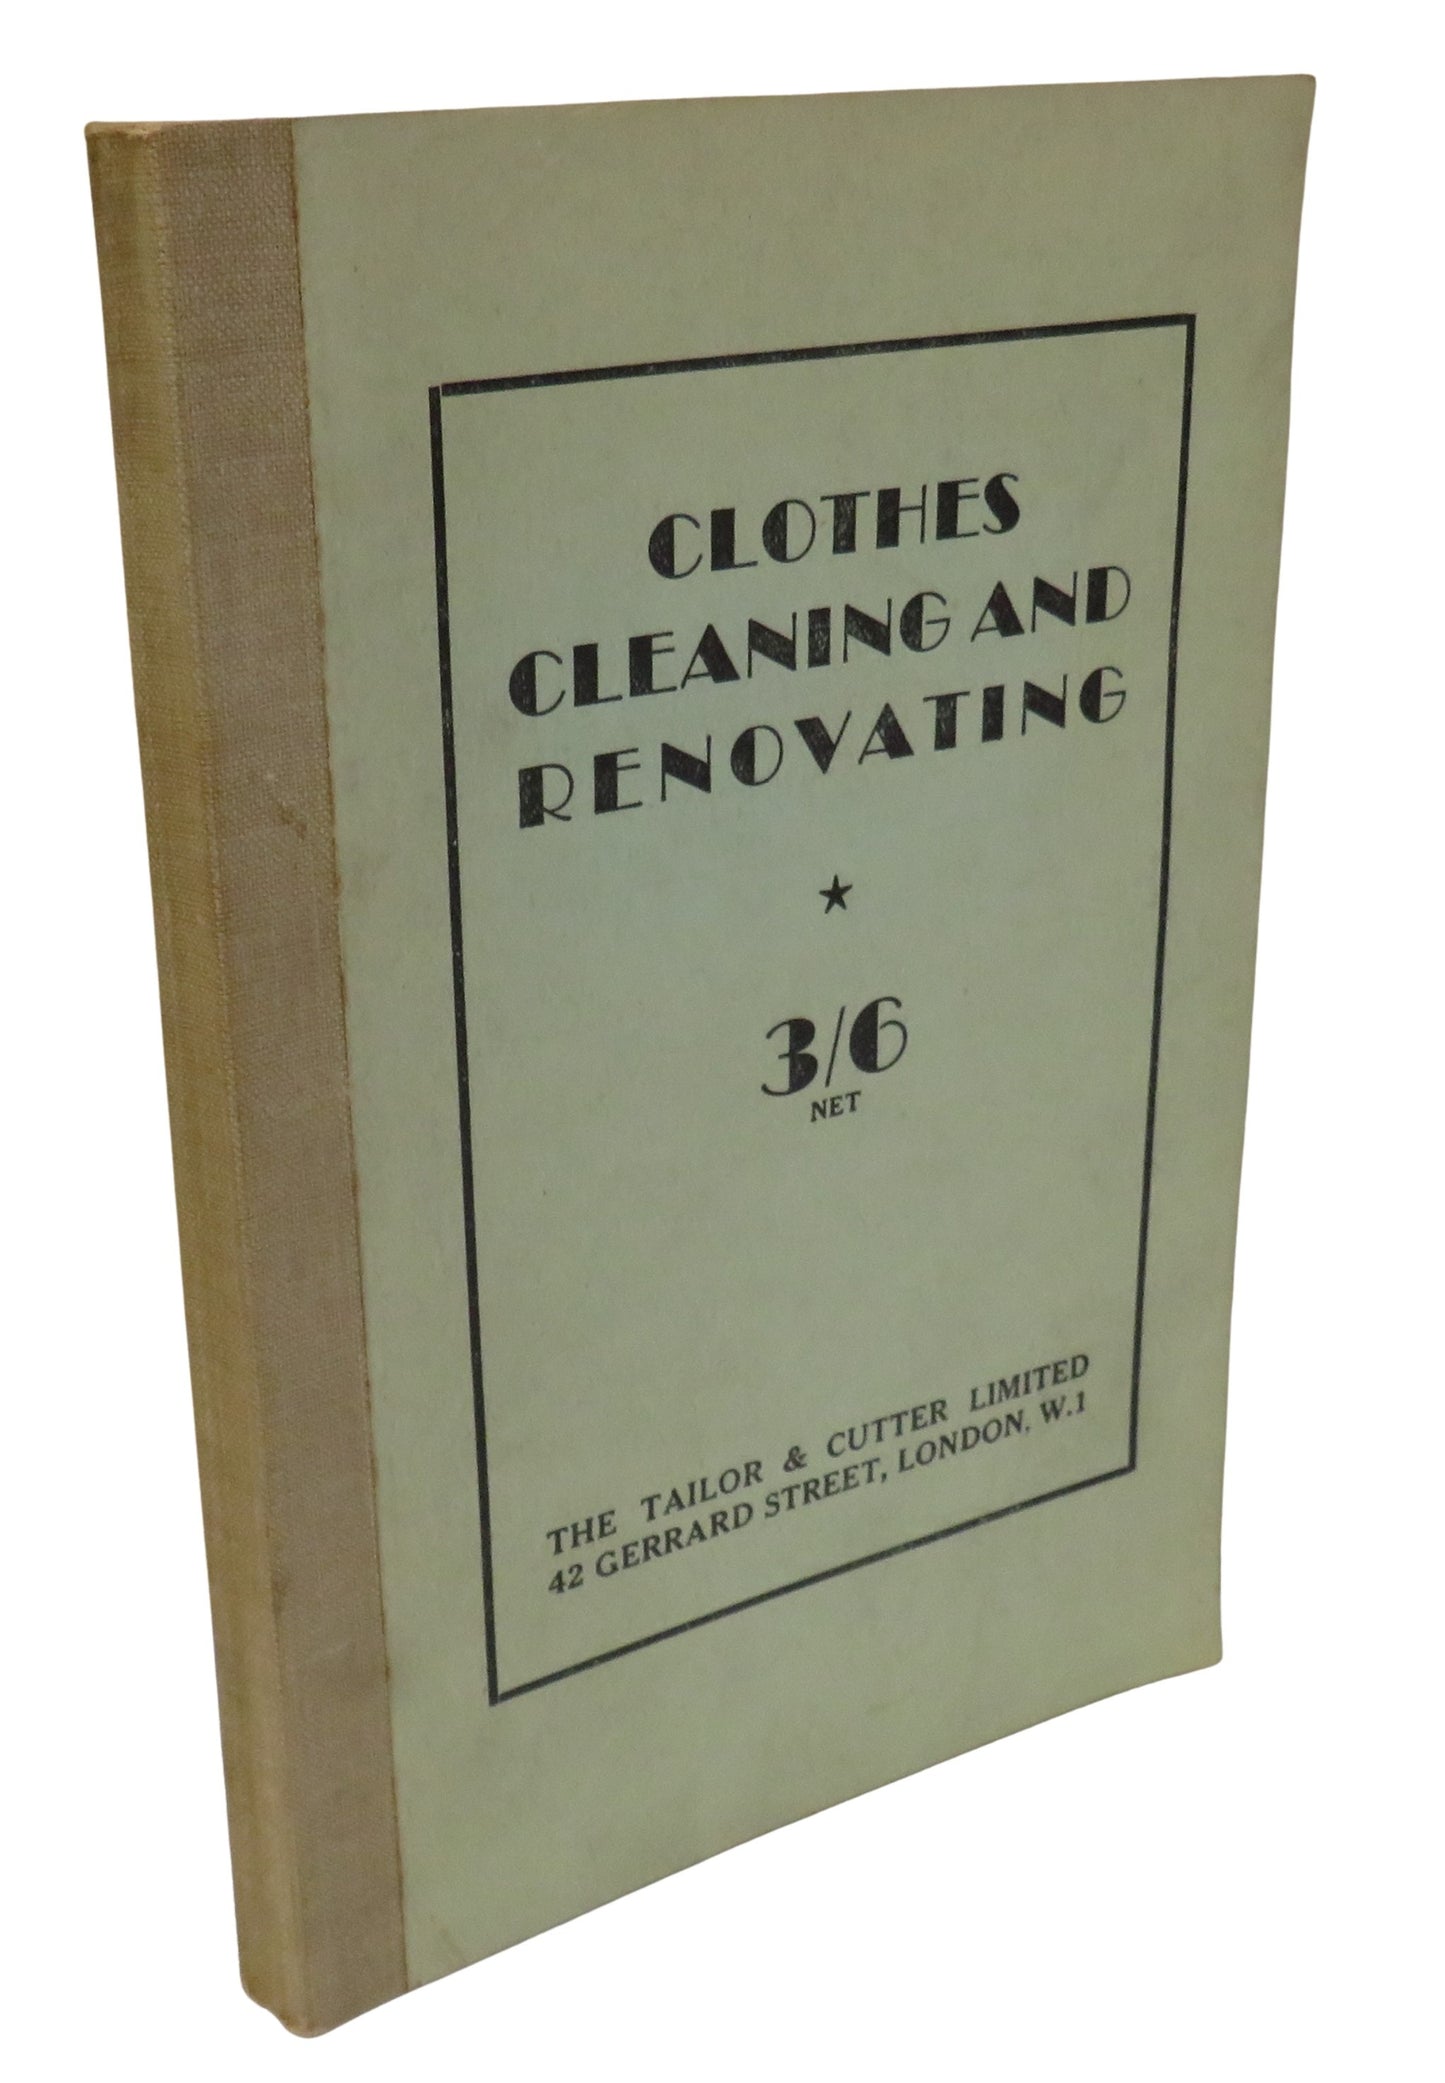 CLOTHES
CLEANING AND
RENOVATING
★
3/6
NET
THE TAILOR & CUTTER LIMITED
42 GERRARD STREET, LONDON, W.1